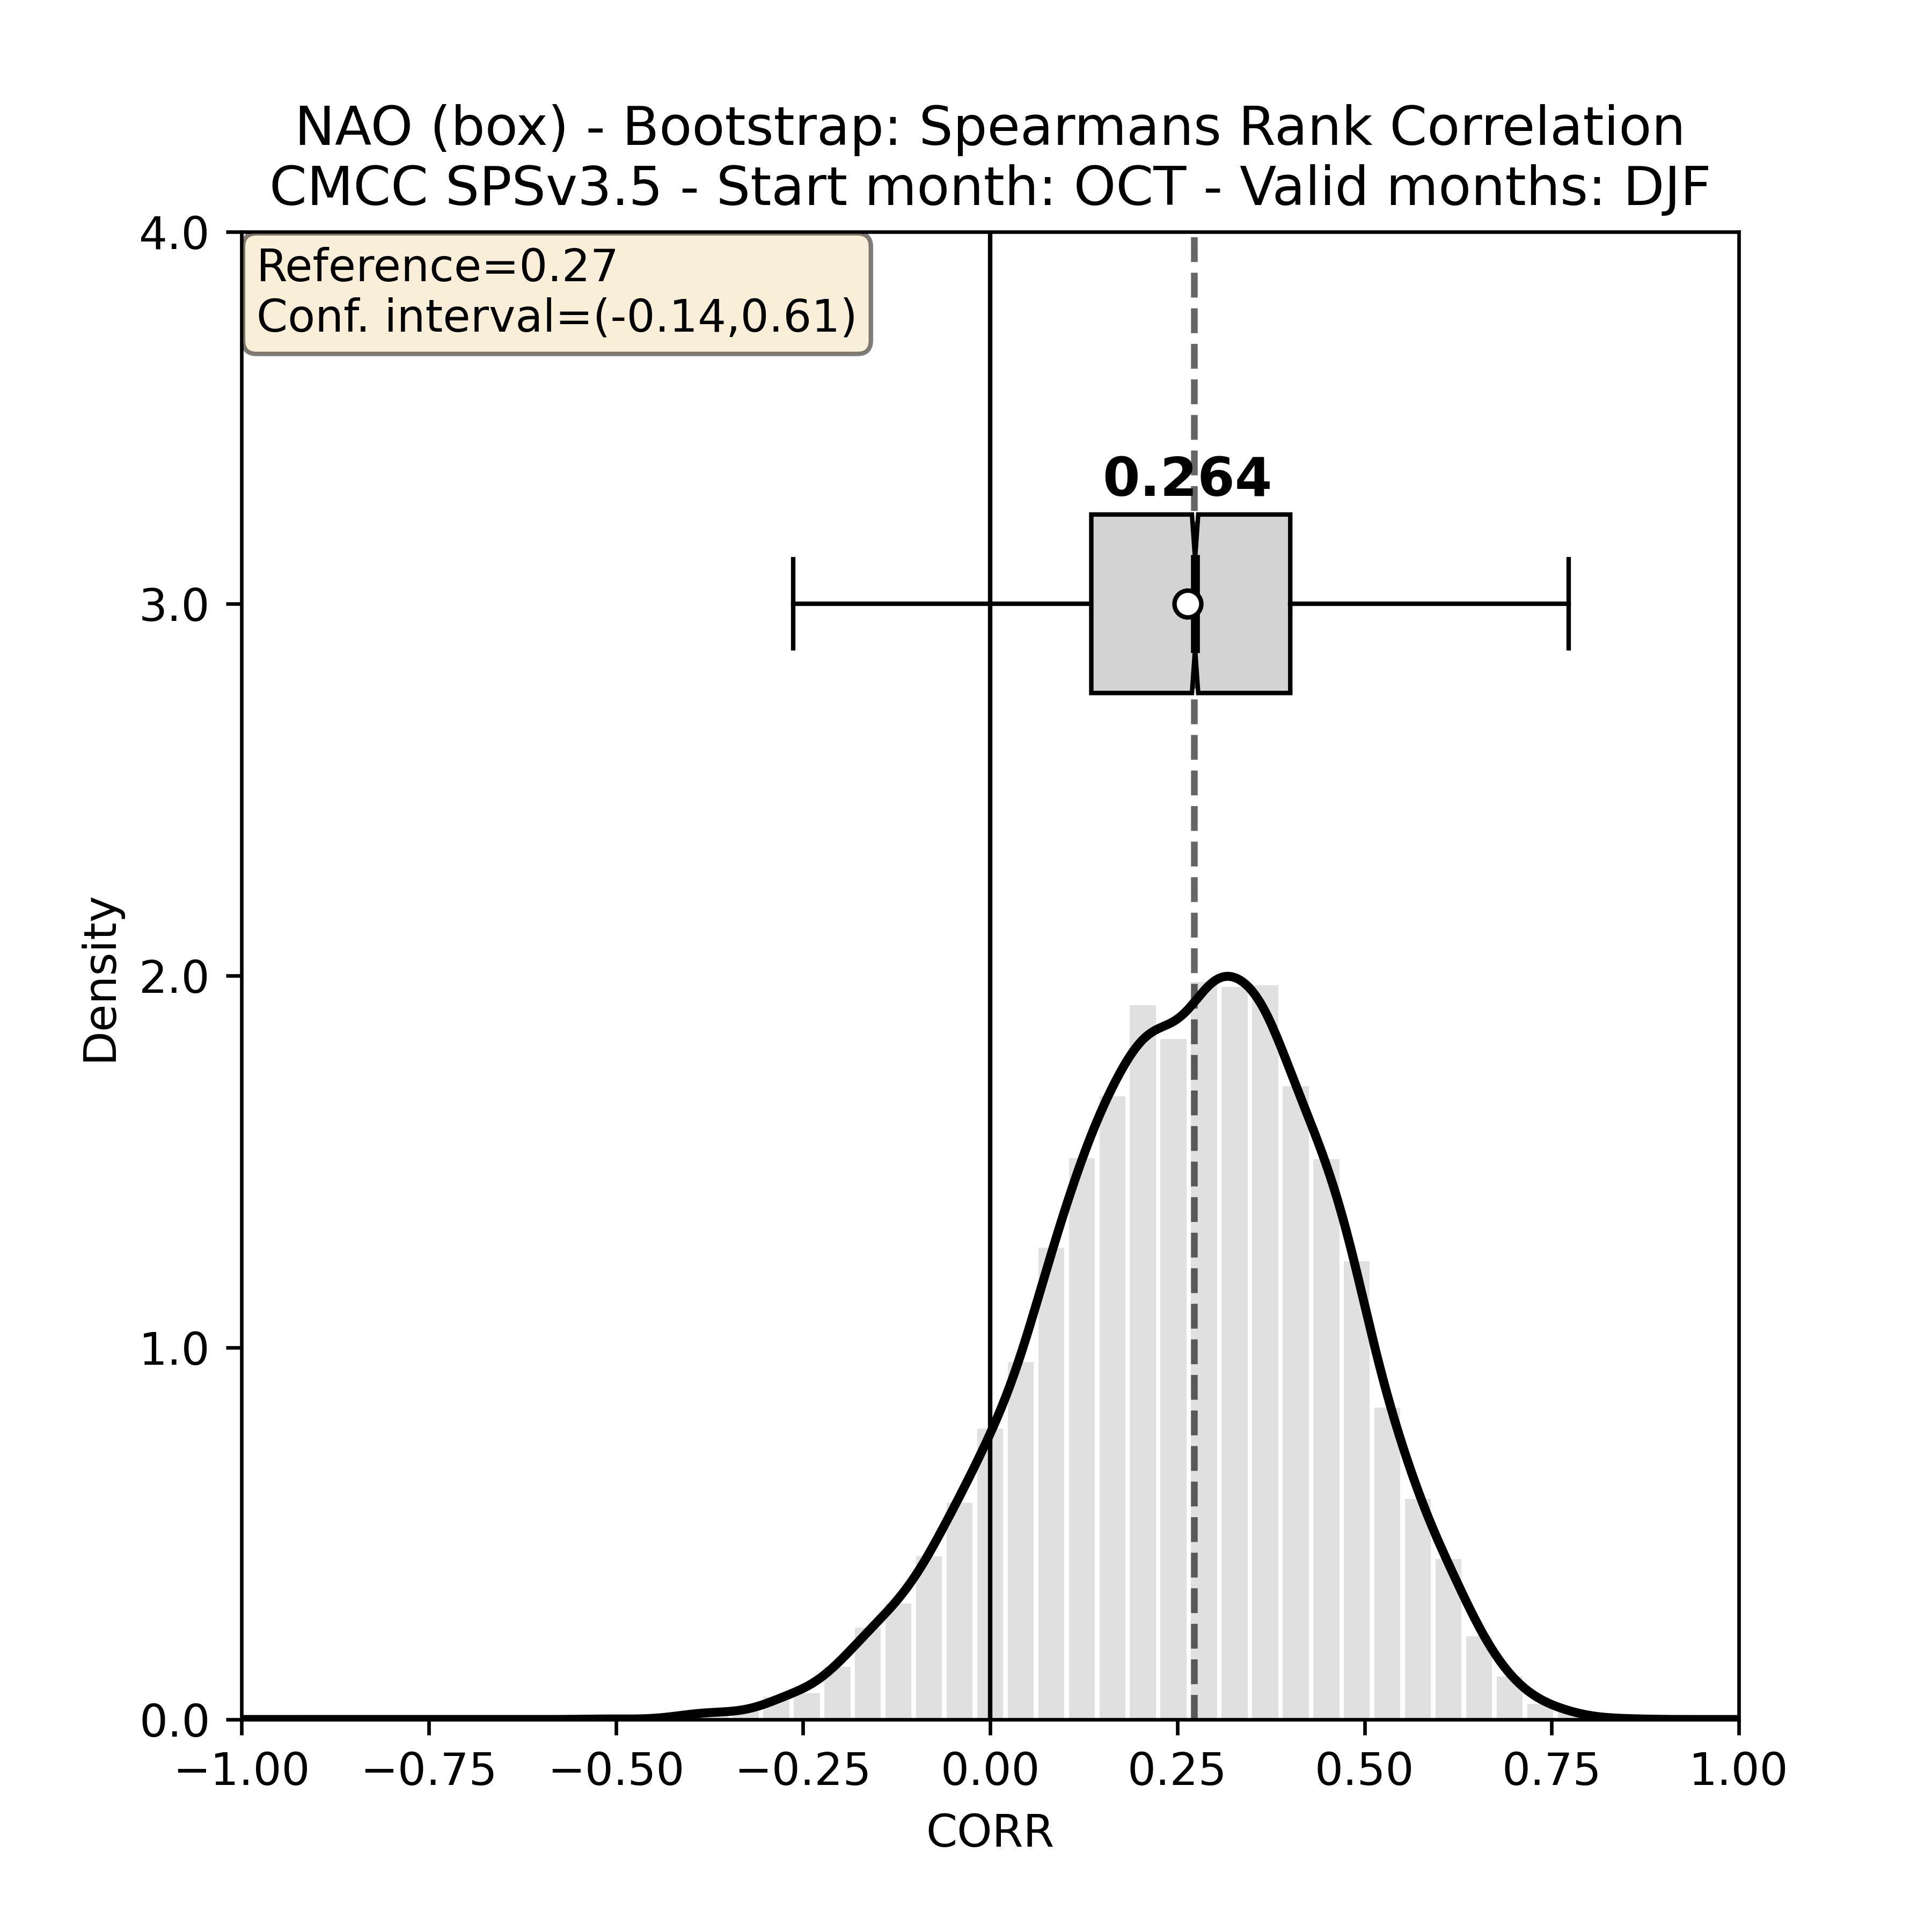 NAO (box) - Bootstrap: Spearmans Rank Correlation
CMCC SPSv3.5 - Start month: OCT - Valid months: DJF
Reference=0.27
Conf. interval=(-0.14,0.61)
0.264
4.0
3.0
2.0
1.0
0.0
Density
−1.00 −0.75 −0.50 −0.25 0.00 0.25 0.50 0.75 1.00
CORR